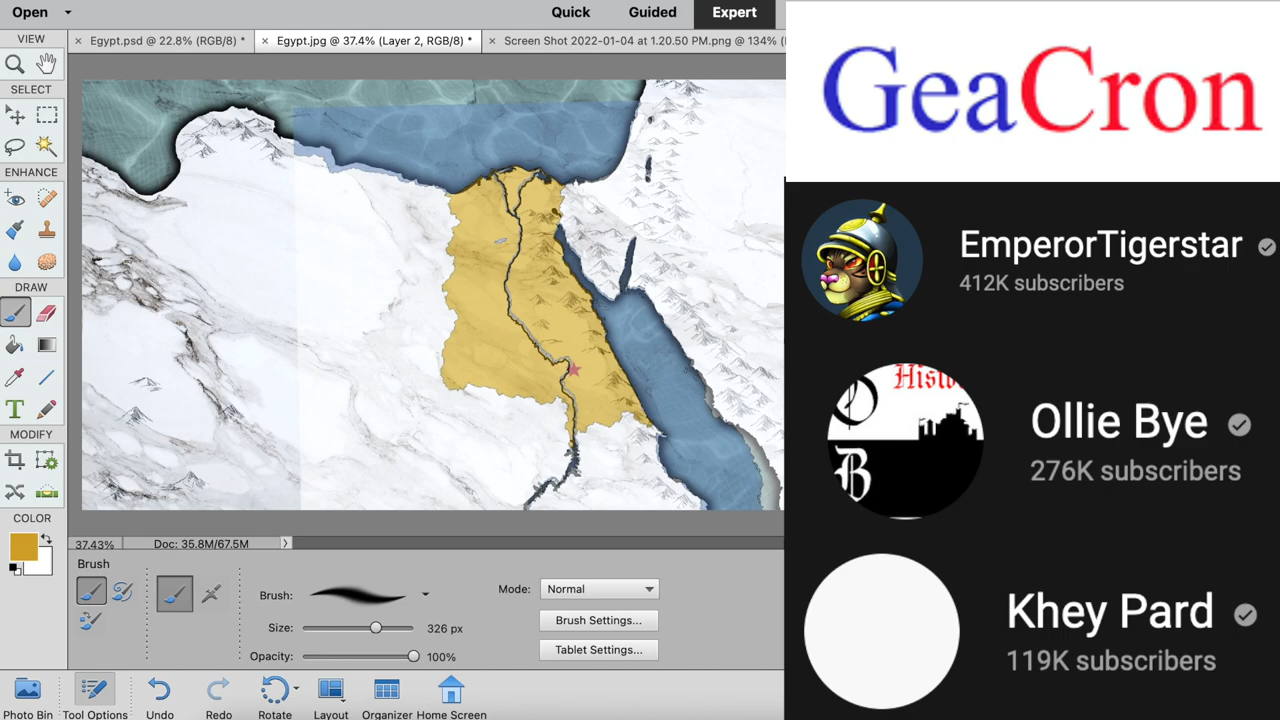 Open
Quick Guided Expert
VIEW
× Egypt.psd @ 22.8% (RGB/8) *
× Egypt.jpg @ 37.4% (Layer 2, RGB/8) *
× Screen Shot 2022-01-04 at 1.20.50 PM.png @ 134% (
SELECT
ENHANCE
DRAW
T
MODIFY
COLOR
37.43% Doc: 35.8M/67.5M
Brush
Brush:
Size: 326 px
Opacity: 100%
Mode: Normal
Brush Settings...
Tablet Settings...
Photo Bin Tool Options Undo Redo Rotate Layout Organizer Home Screen
GeaCron
EmperorTigerstar
412K subscribers
O
B
Ollie Bye
276K subscribers
Khey Pard
119K subscribers